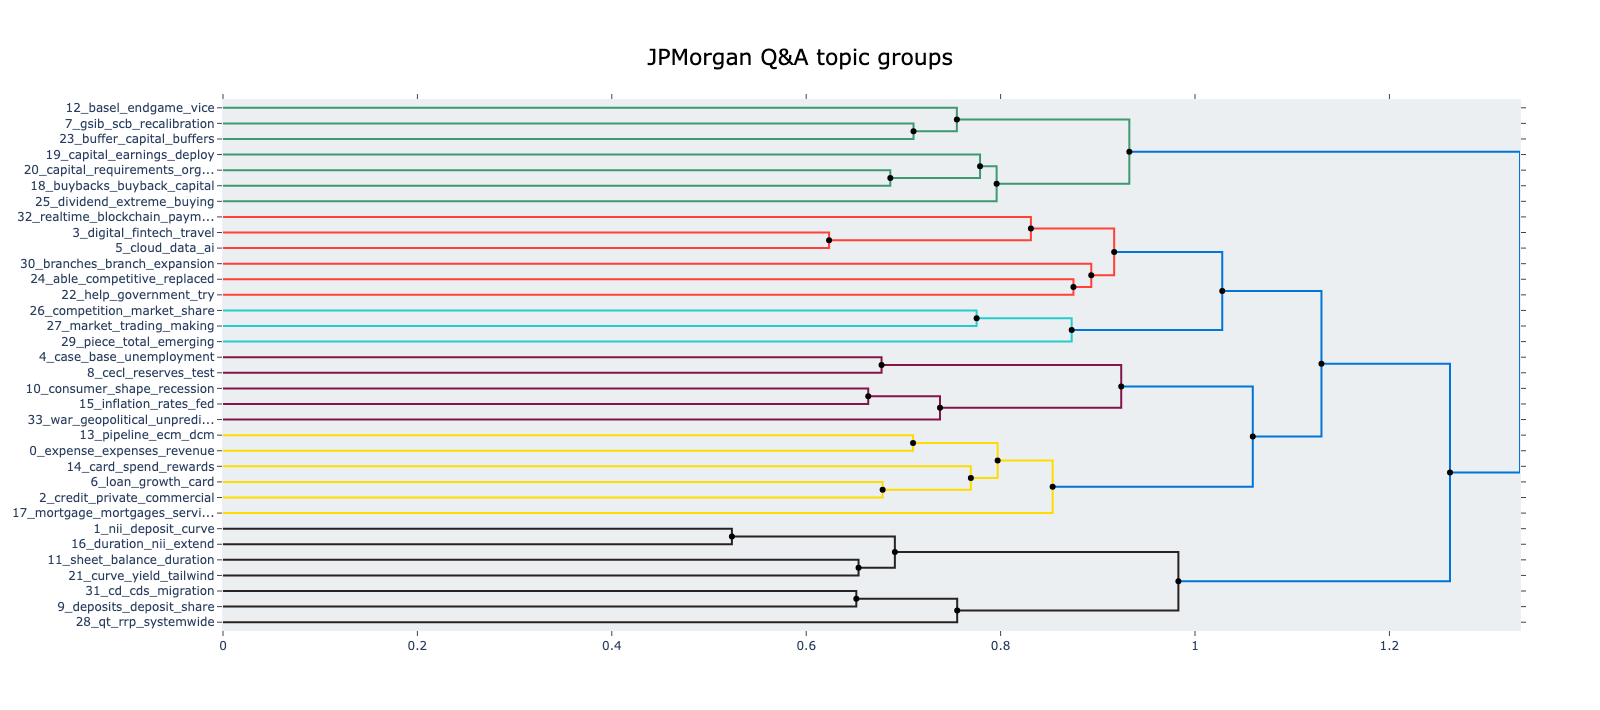 JPMorgan Q&A topic groups
12_basel_endgame_vice
7_gsib_scb_recalibration
23_buffer_capital_buffers
19_capital_earnings_deploy
20_capital_requirements_org...
18_buybacks_buyback_capital
25_dividend_extreme_buying
32_realtime_blockchain_paym...
3_digital_fintech_travel
5_cloud_data_ai
30_branches_branch_expansion
24_able_competitive_replaced
22_help_government_try
26_competition_market_share
27_market_trading_making
29_piece_total_emerging
4_case_base_unemployment
8_cecl_reserves_test
10_consumer_shape_recession
15_inflation_rates_fed
33_war_geopolitical_unpredi...
13_pipeline_ecm_dcm
0_expense_expenses_revenue
14_card_spend_rewards
6_loan_growth_card
2_credit_private_commercial
17_mortgage_mortgages_servi...
1_nii_deposit_curve
16_duration_nii_extend
11_sheet_balance_duration
21_curve_yield_tailwind
31_cd_cds_migration
9_deposits_deposit_share
28_qt_rrp_systemwide
0 0.2 0.4 0.6 0.8 1 1.2